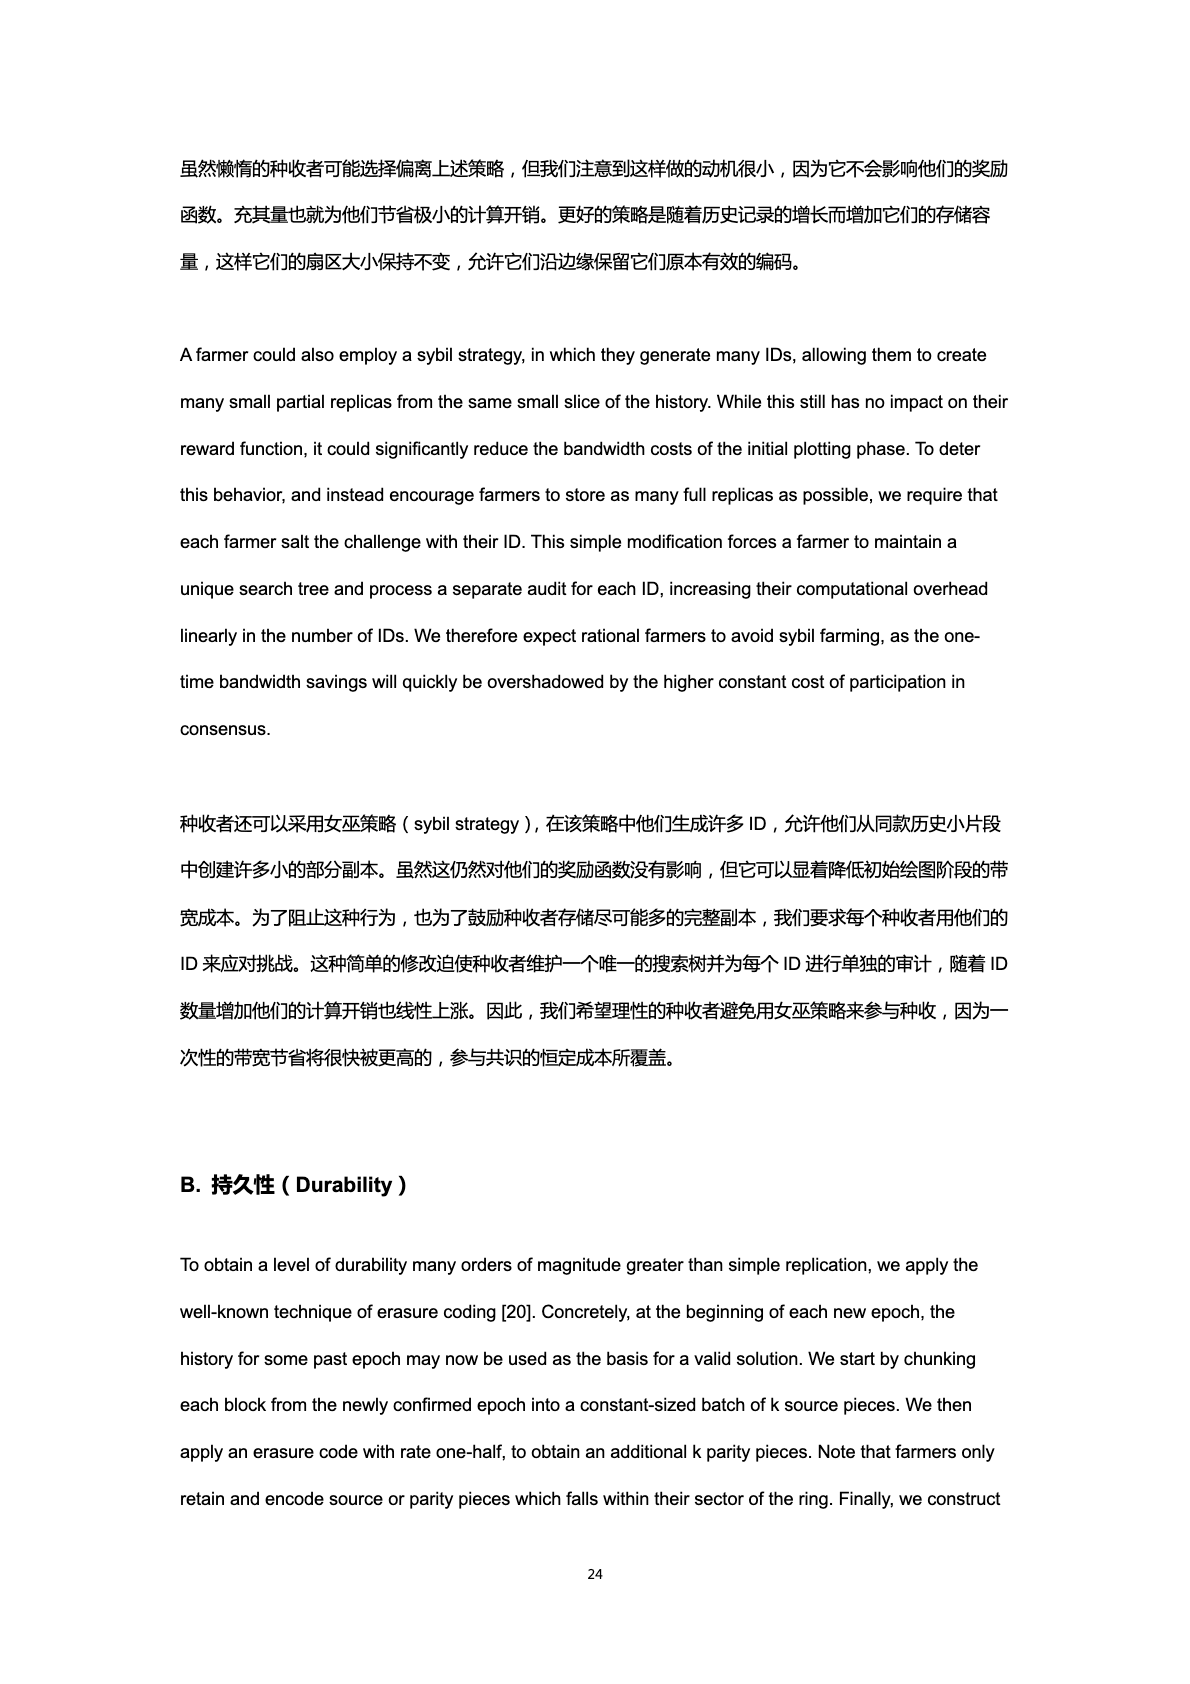 虽然懒惰的种收者可能选择偏离上述策略，但我们注意到这样做的动机很小，因为它不会影响他们的奖励
函数。充其量也就为他们节省极小的计算开销。更好的策略是随着历史记录的增长而增加它们的存储容
量，这样它们的扇区大小保持不变，允许它们沿边缘保留它们原本有效的编码。
A farmer could also employ a sybil strategy, in which they generate many IDs, allowing them to create
many small partial replicas from the same small slice of the history. While this still has no impact on their
reward function, it could significantly reduce the bandwidth costs of the initial plotting phase. To deter
this behavior, and instead encourage farmers to store as many full replicas as possible, we require that
each farmer salt the challenge with their ID. This simple modification forces a farmer to maintain a
unique search tree and process a separate audit for each ID, increasing their computational overhead
linearly in the number of IDs. We therefore expect rational farmers to avoid sybil farming, as the one-
time bandwidth savings will quickly be overshadowed by the higher constant cost of participation in
consensus.
种收者还可以采用女巫策略（sybil strategy），在该策略中他们生成许多 ID，允许他们从同款历史小片段
中创建许多小的部分副本。虽然这仍然对他们的奖励函数没有影响，但它可以显着降低初始绘图阶段的带
宽成本。为了阻止这种行为，也为了鼓励种收者存储尽可能多的完整副本，我们要求每个种收者用他们的
ID 来应对挑战。这种简单的修改迫使种收者维护一个唯一的搜索树并为每个 ID 进行单独的审计，随着 ID
数量增加他们的计算开销也线性上涨。因此，我们希望理性的种收者避免用女巫策略来参与种收，因为一
次性的带宽节省将很快被更高的，参与共识的恒定成本所覆盖。
B. 持久性（Durability）
To obtain a level of durability many orders of magnitude greater than simple replication, we apply the
well-known technique of erasure coding [20]. Concretely, at the beginning of each new epoch, the
history for some past epoch may now be used as the basis for a valid solution. We start by chunking
each block from the newly confirmed epoch into a constant-sized batch of k source pieces. We then
apply an erasure code with rate one-half, to obtain an additional k parity pieces. Note that farmers only
retain and encode source or parity pieces which falls within their sector of the ring. Finally, we construct
24